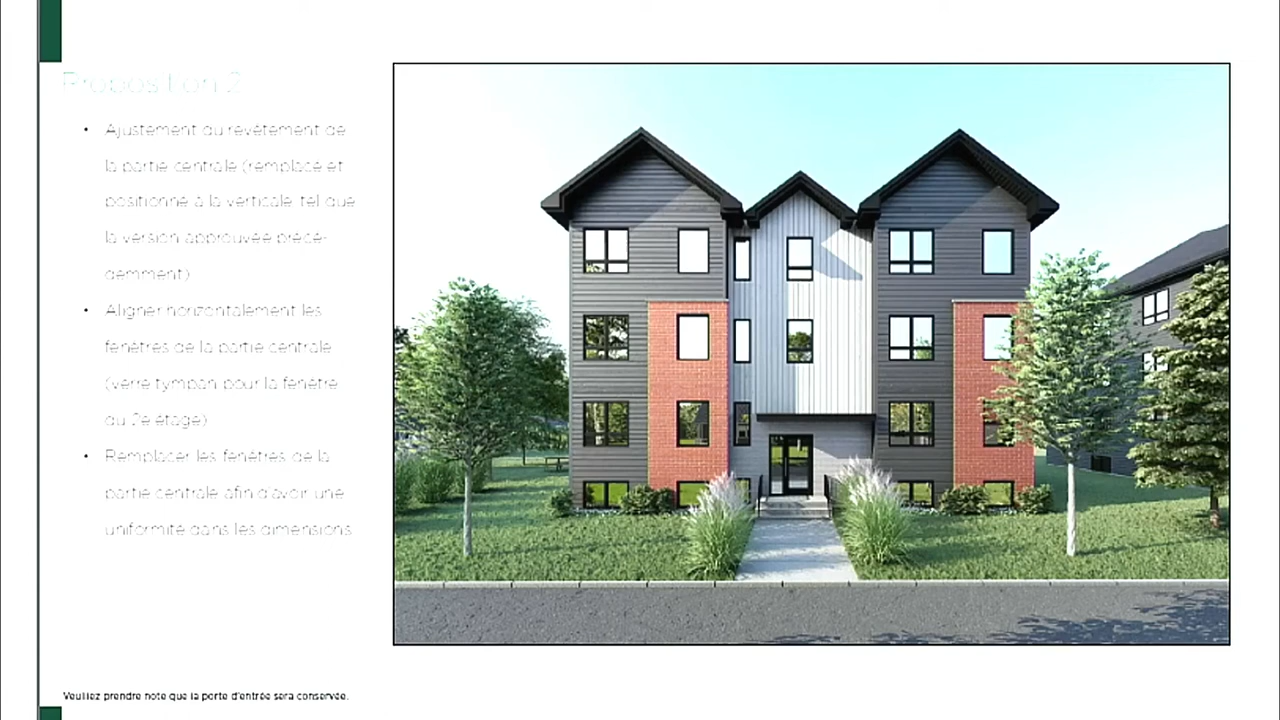 Proposition 2
• Ajustement du revêtement de
la partie centrale (remplacé et
positionné à la verticale, tel que
la version approuvée précé-
demment)
• Aligner horizontalement les
fenêtres de la partie centrale
(verre tympan pour la fenêtre
du 2e étage)
• Remplacer les fenêtres de la
partie centrale afin d'avoir une
uniformité dans les dimensions
Veuillez prendre note que la porte d'entrée sera conservée.